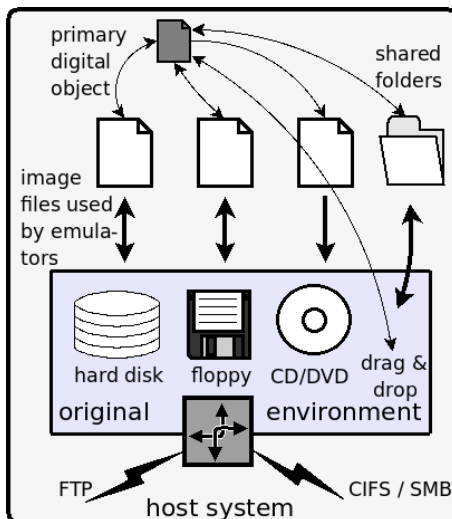 primary
digital
object
shared
folders
image
files used
by emula-
tors
hard disk
floppy
CD/DVD
drag &
drop
original
environment
FTP
CIFS / SMB
host system